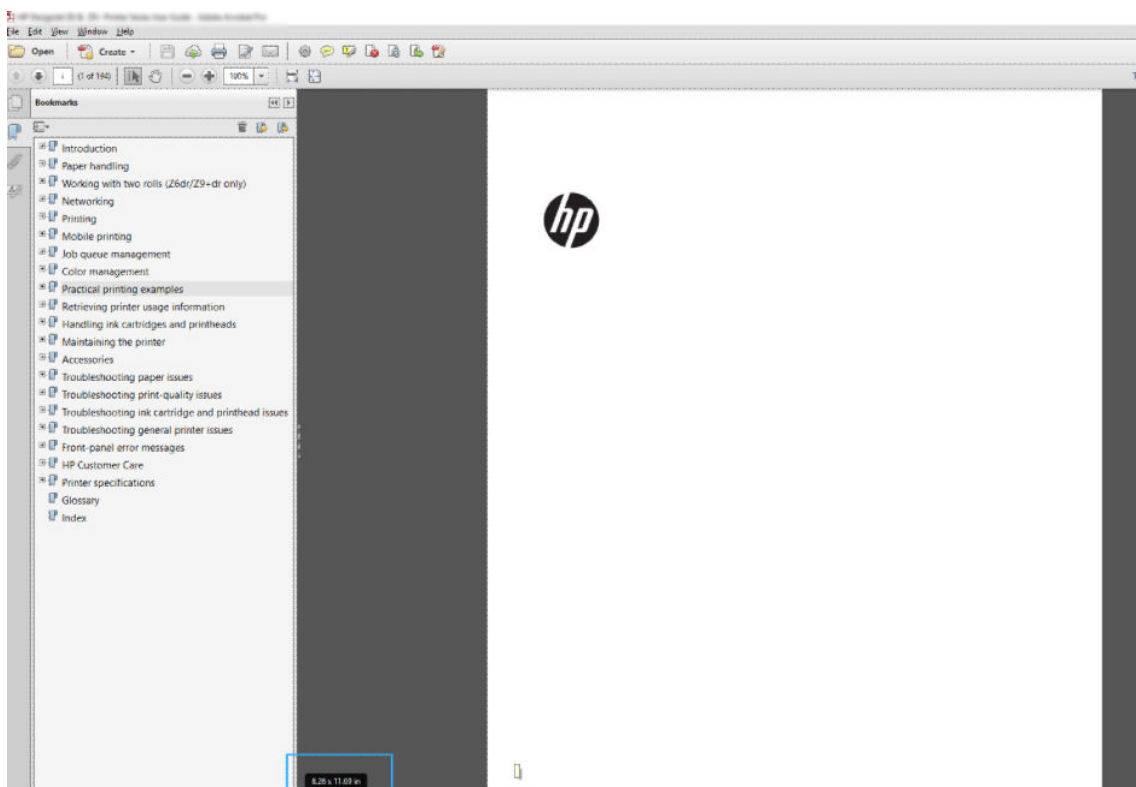 File Edit View Window Help
Open Create
1 (1 of 194) 100%
Bookmarks
Introduction
Paper handling
Working with two rolls (Z6dr/Z9+dr only)
Networking
Printing
Mobile printing
Job queue management
Color management
Practical printing examples
Retrieving printer usage information
Handling ink cartridges and printheads
Maintaining the printer
Accessories
Troubleshooting paper issues
Troubleshooting print-quality issues
Troubleshooting ink cartridge and printhead issues
Troubleshooting general printer issues
Front-panel error messages
HP Customer Care
Printer specifications
Glossary
Index
hp
8.26 x 11.69 in